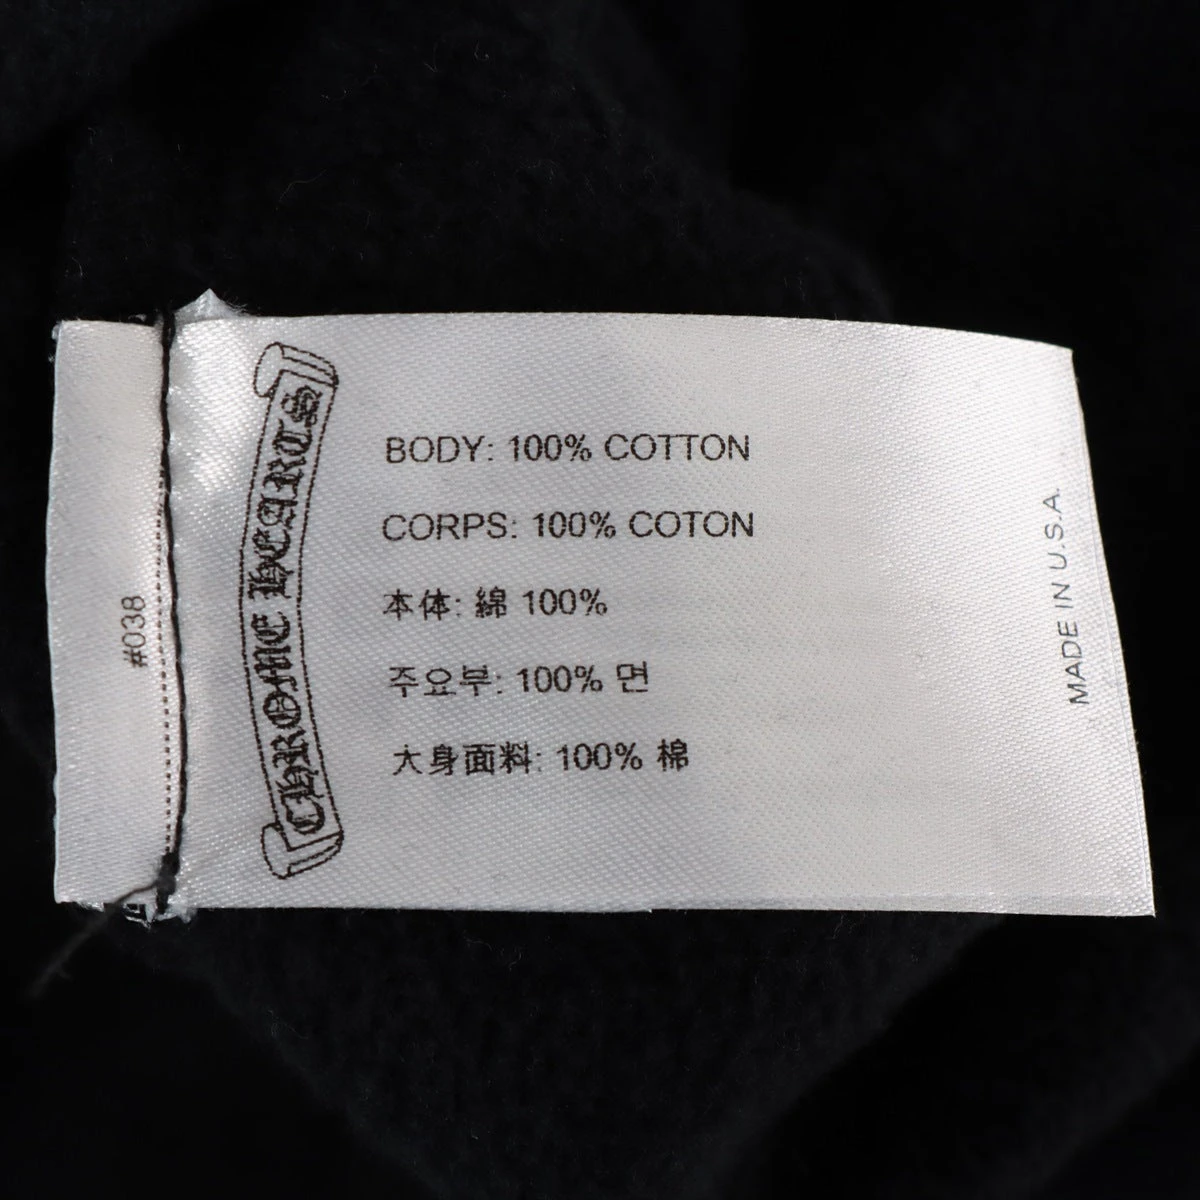 #038
CHROME HEARTS
BODY: 100% COTTON
CORPS: 100% COTON
本体: 綿 100%
주요부: 100% 면
大身面料: 100% 棉
MADE IN U.S.A.